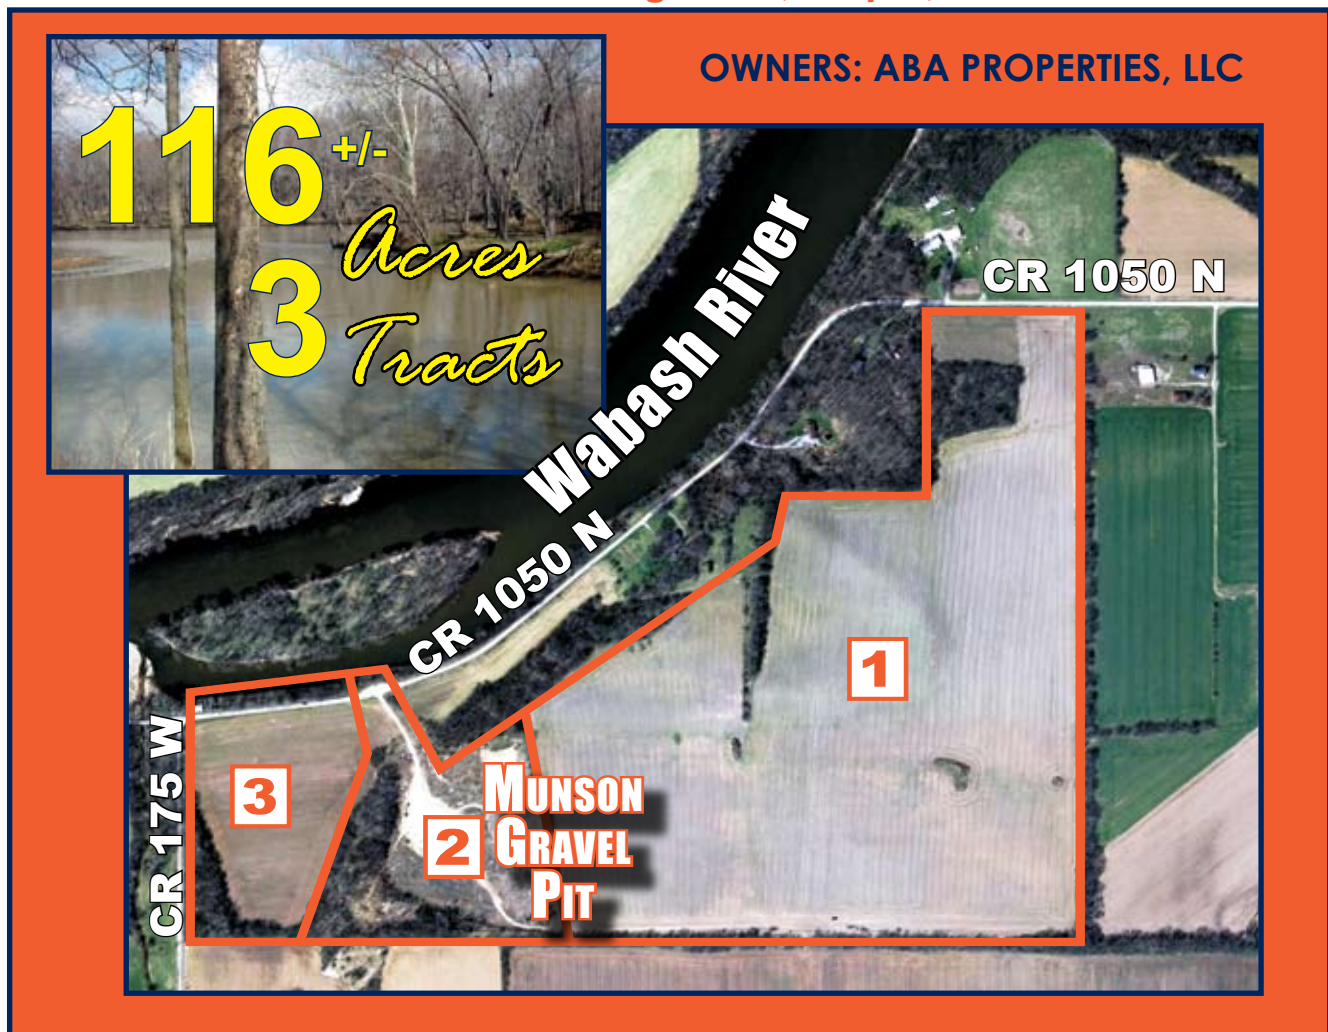 OWNERS: ABA PROPERTIES, LLC
116 +/-
Acres
3
Tracts
Wabash River
CR 1050 N
CR 1050 N
1
CR 175 W
3
2
MUNSON
GRAVEL
PIT